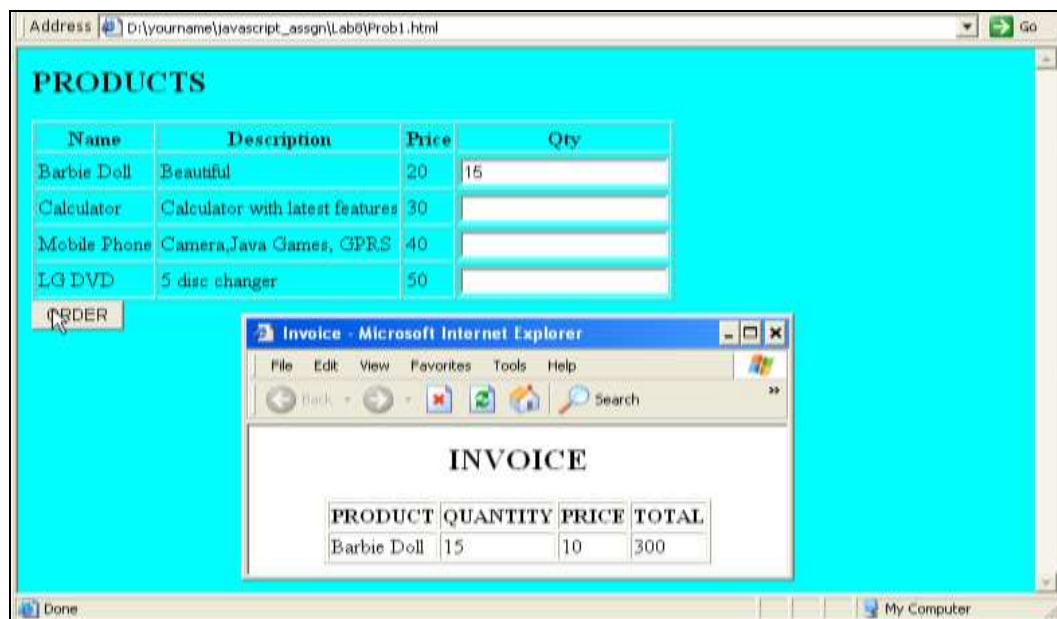 Address D:\yourname\javascript_assgn\Lab8\Prob1.html Go
PRODUCTS
Name Description Price Qty
Barbie Doll Beautiful 20 15
Calculator Calculator with latest features 30
Mobile Phone Camera,Java Games, GPRS 40
LG DVD 5 disc changer 50
ORDER
Invoice - Microsoft Internet Explorer
File Edit View Favorites Tools Help
Back Search
INVOICE
PRODUCT QUANTITY PRICE TOTAL
Barbie Doll 15 10 300
Done My Computer